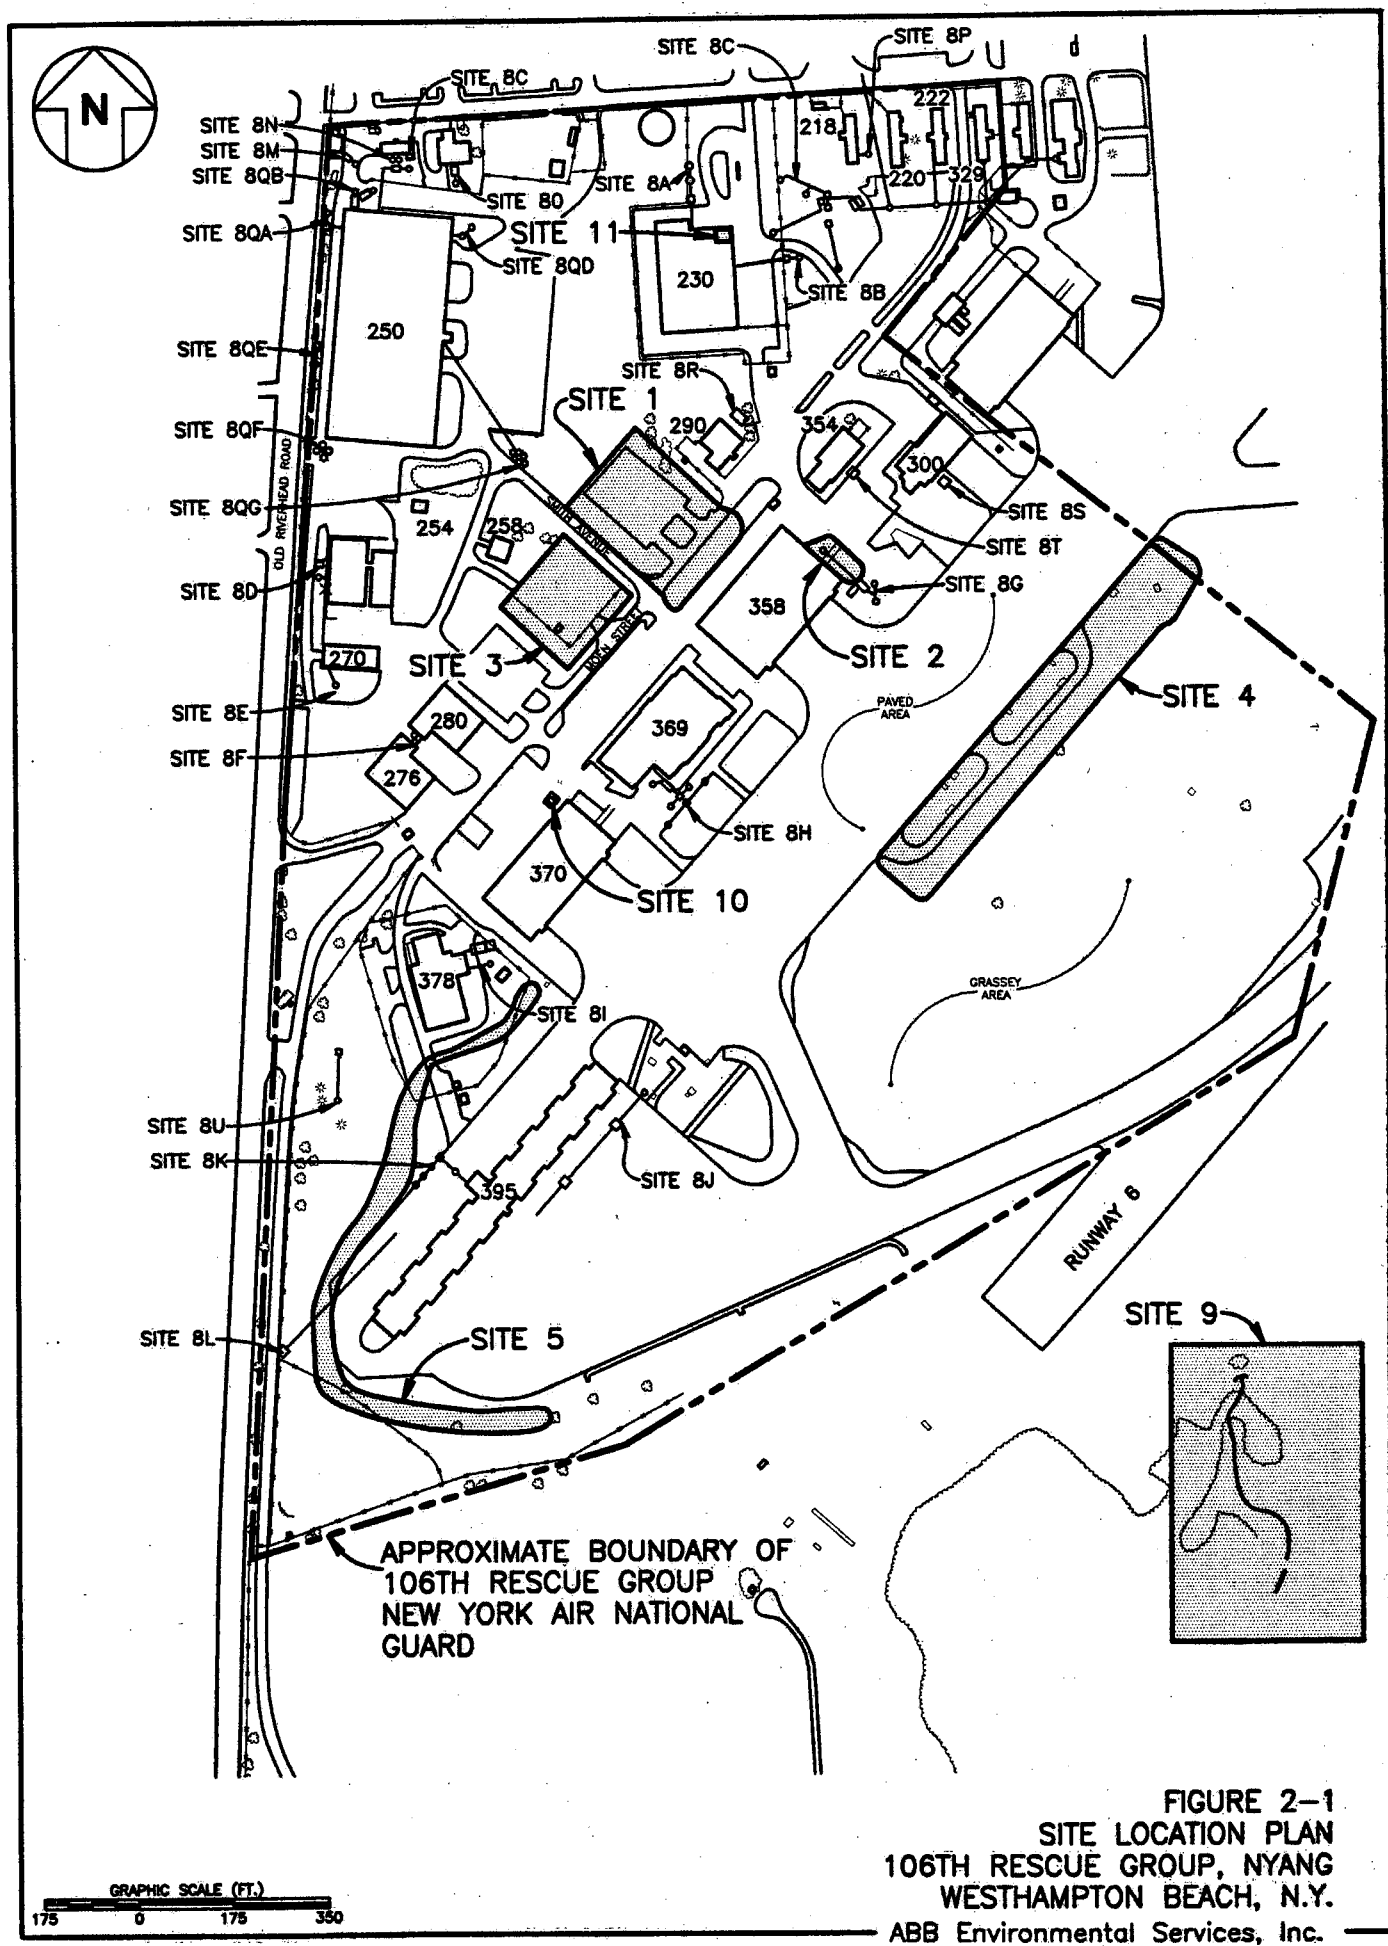 SITE 8C
SITE 8P
SITE 8C
N
222
SITE 8N
218
SITE 8M
SITE 8QB
SITE 8A
220
329
SITE 80
SITE 8QA
SITE 11
SITE 8QD
230
SITE 8B
250
SITE 8QE
SITE 8R
SITE 1
SITE 8QF
290
354
OLD RIVERHEAD ROAD
300
SITE 8QG
254
258
SMITH AVENUE
SITE 8S
SITE 8T
SITE 8D
358
SITE 8G
MOEN STREET
270
SITE 3
SITE 2
SITE 4
SITE 8E
280
369
PAVED
AREA
SITE 8F
276
SITE 8H
370
SITE 10
378
GRASSEY
AREA
SITE 8I
SITE 8U
SITE 8K
395
SITE 8J
RUNWAY 6
SITE 9
SITE 8L
SITE 5
APPROXIMATE BOUNDARY OF
106TH RESCUE GROUP
NEW YORK AIR NATIONAL
GUARD
FIGURE 2-1
SITE LOCATION PLAN
106TH RESCUE GROUP, NYANG
WESTHAMPTON BEACH, N.Y.
GRAPHIC SCALE (FT.)
175 0 175 350
ABB Environmental Services, Inc.